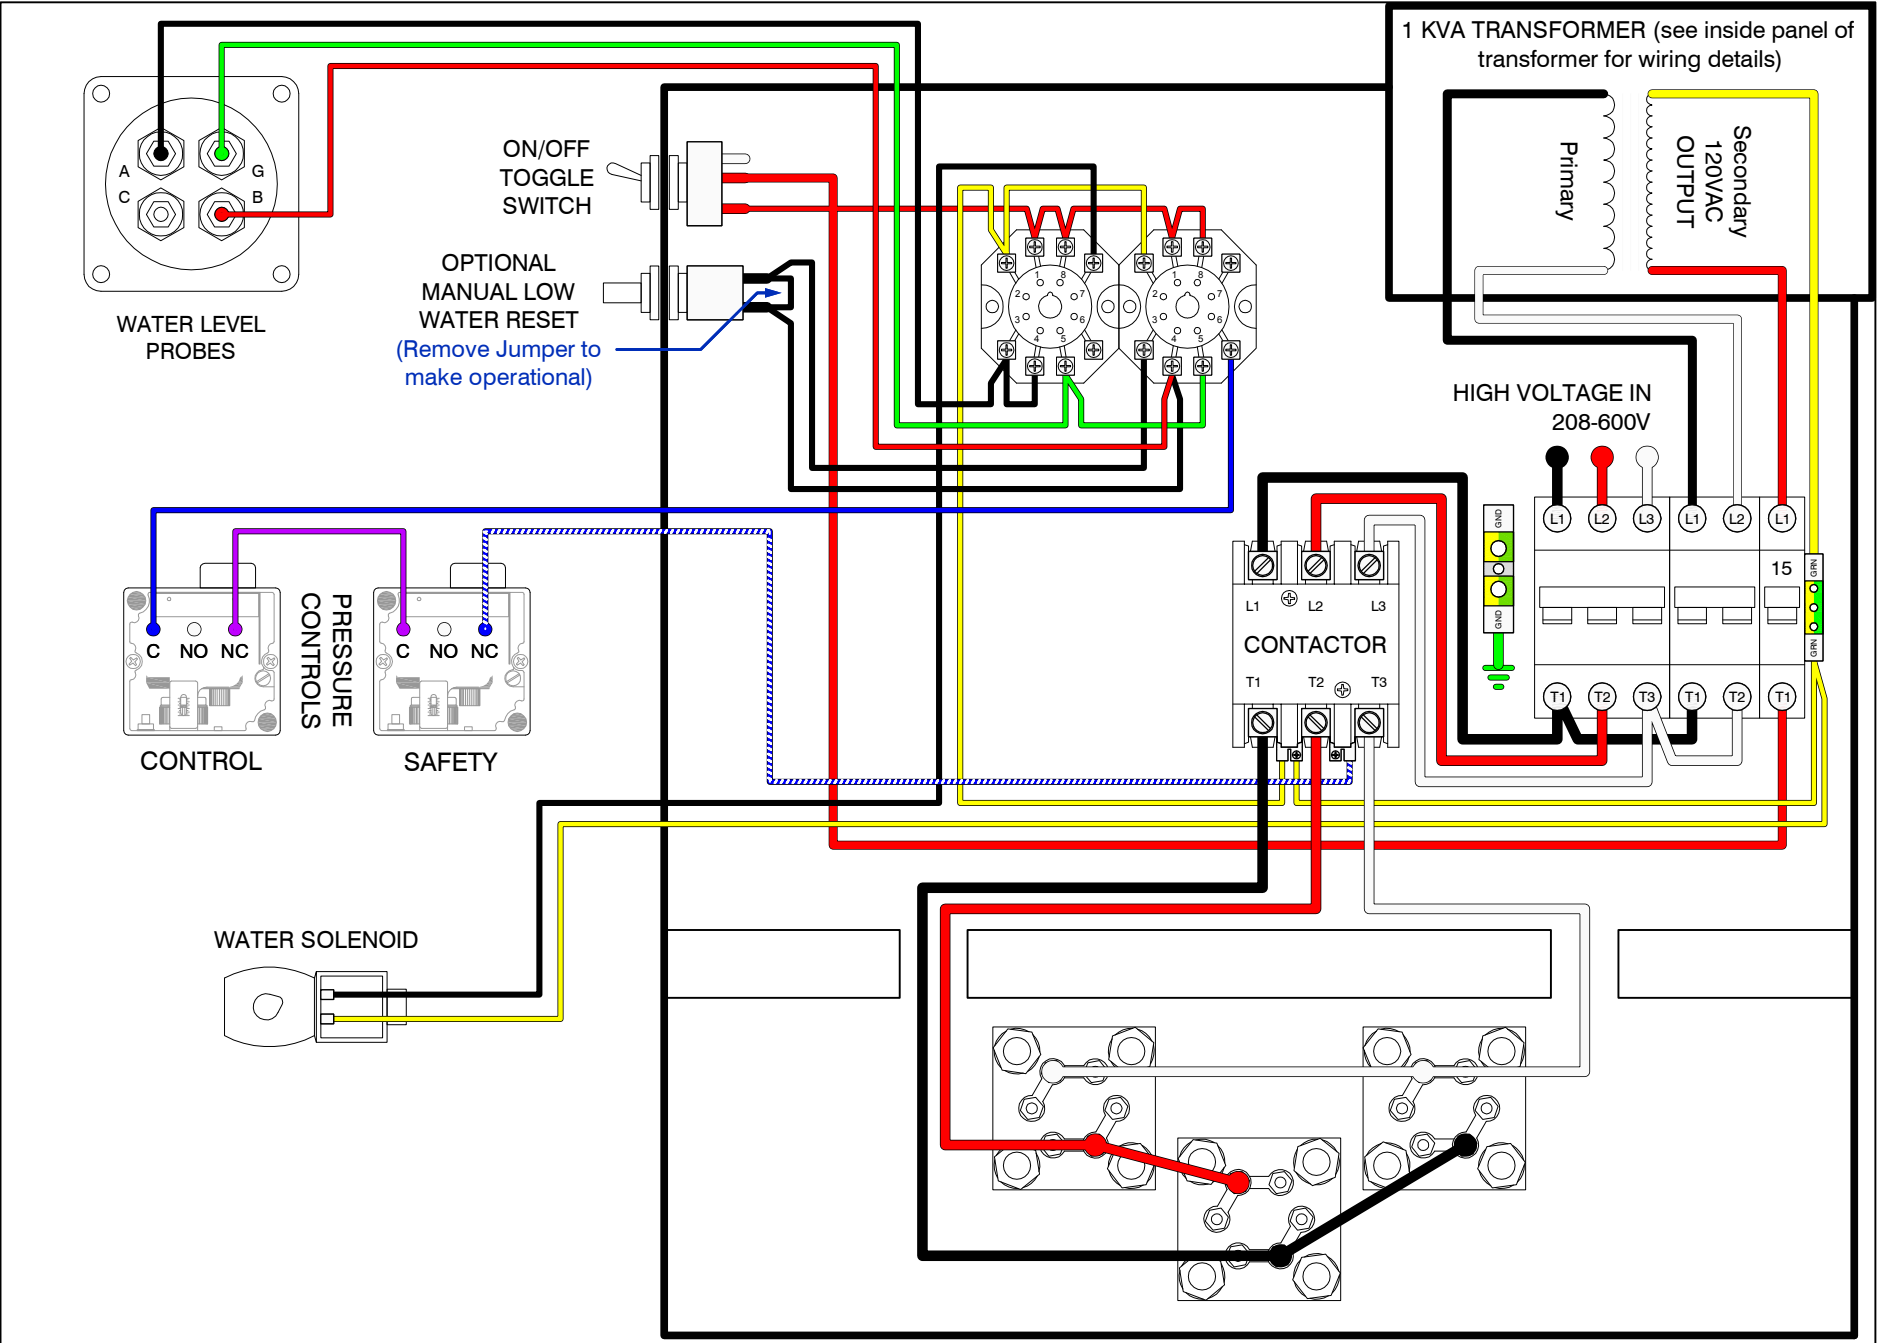 1 KVA TRANSFORMER (see inside panel of
transformer for wiring details)
Primary
Secondary
120VAC
OUTPUT
A
G
C
B
WATER LEVEL
PROBES
ON/OFF
TOGGLE
SWITCH
OPTIONAL
MANUAL LOW
WATER RESET
(Remove Jumper to
make operational)
1 8
2 7
3 6
4 5
1 8
2 7
3 6
4 5
HIGH VOLTAGE IN
208-600V
GND
GND
L1 L2 L3 L1 L2 L1
15
GRN
GRN
T1 T2 T3 T1 T2 T1
L1 L2 L3
CONTACTOR
T1 T2 T3
C NO NC
CONTROL
PRESSURE
CONTROLS
C NO NC
SAFETY
WATER SOLENOID